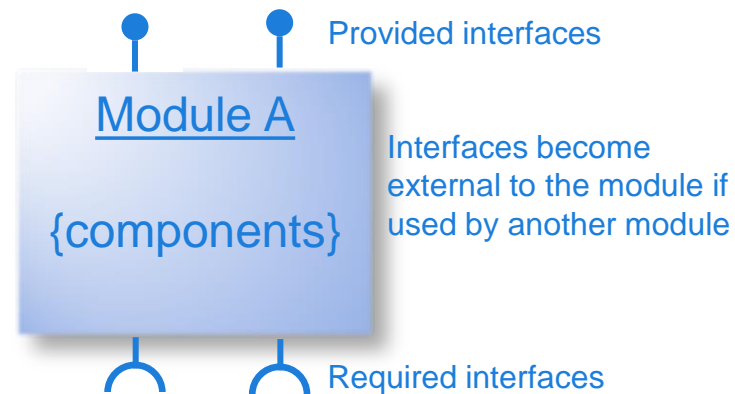 Provided interfaces
Module A
Interfaces become
external to the module if
used by another module
{components}
Required interfaces